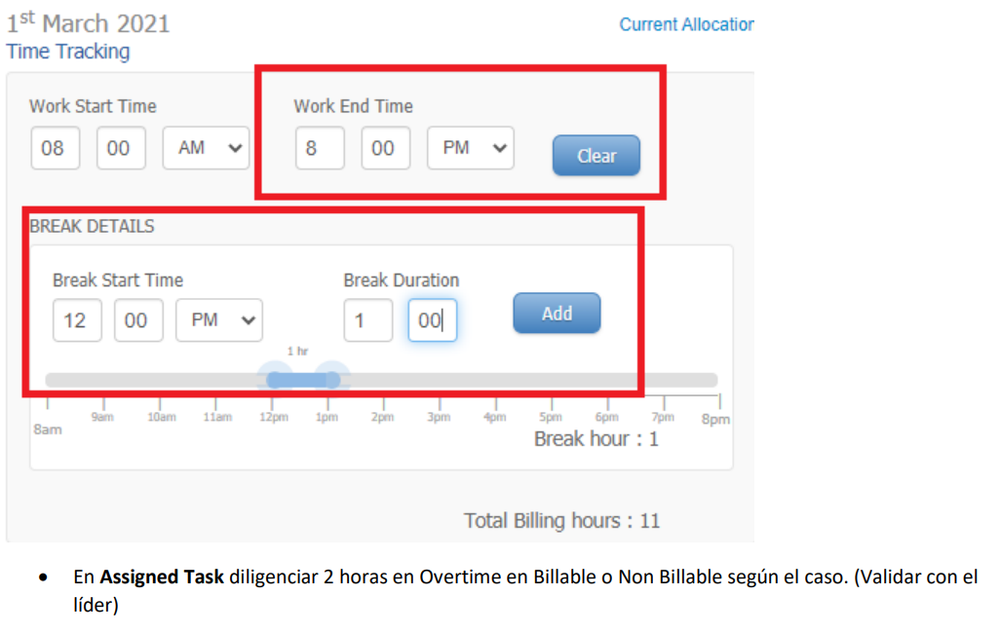 1st March 2021
Current Allocation
Time Tracking
Work Start Time
Work End Time
08 00 AM
8 00 PM
Clear
BREAK DETAILS
Break Start Time
Break Duration
12 00 PM
1 00
Add
1 hr
8am 9am 10am 11am 12pm 1pm 2pm 3pm 4pm 5pm 6pm 7pm 8pm
Break hour : 1
Total Billing hours : 11
• En Assigned Task diligenciar 2 horas en Overtime en Billable o Non Billable según el caso. (Validar con el
líder)